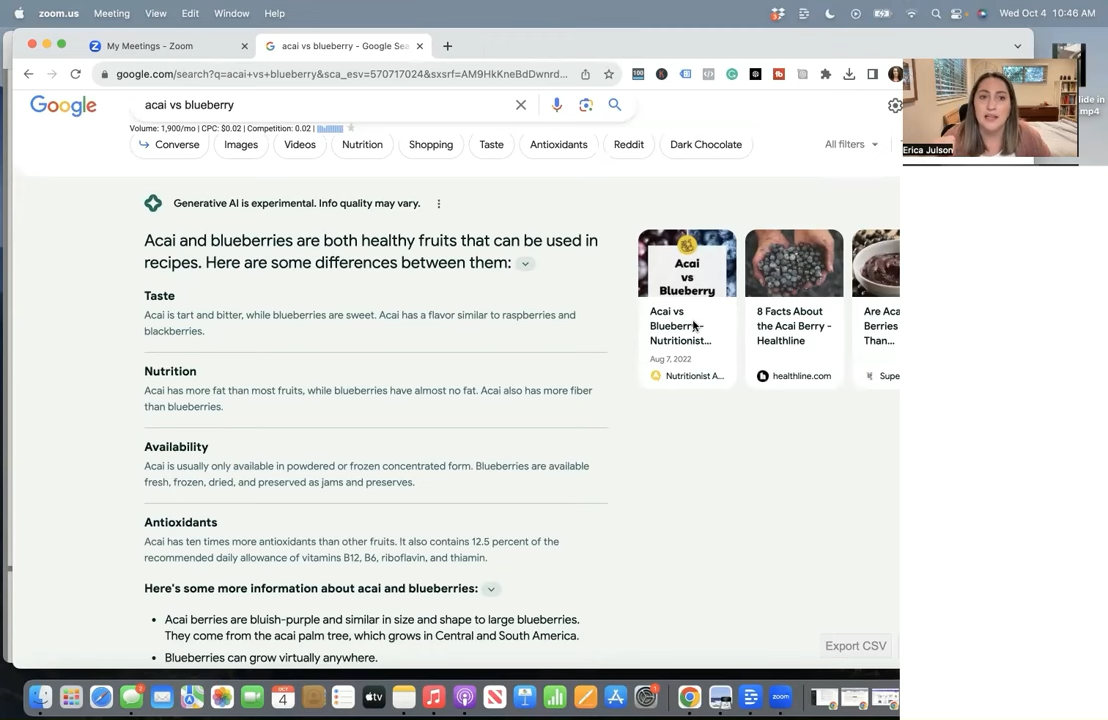 zoom.us Meeting View Edit Window Help Wed Oct 4 10:46 AM
My Meetings - Zoom
acai vs blueberry - Google Sea
google.com/search?q=acai+vs+blueberry&sca_esv=570717024&sxsrf=AM9HkKneBdDwnrd...
Google
acai vs blueberry
Volume: 1,900/mo | CPC: $0.02 | Competition: 0.02 |
Converse Images Videos Nutrition Shopping Taste Antioxidants Reddit Dark Chocolate All filters
Generative AI is experimental. Info quality may vary.
Acai and blueberries are both healthy fruits that can be used in
recipes. Here are some differences between them:
Taste
Acai is tart and bitter, while blueberries are sweet. Acai has a flavor similar to raspberries and
blackberries.
Nutrition
Acai has more fat than most fruits, while blueberries have almost no fat. Acai also has more fiber
than blueberries.
Availability
Acai is usually only available in powdered or frozen concentrated form. Blueberries are available
fresh, frozen, dried, and preserved as jams and preserves.
Antioxidants
Acai has ten times more antioxidants than other fruits. It also contains 12.5 percent of the
recommended daily allowance of vitamins B12, B6, riboflavin, and thiamin.
Here's some more information about acai and blueberries:
• Acai berries are bluish-purple and similar in size and shape to large blueberries.
They come from the acai palm tree, which grows in Central and South America.
• Blueberries can grow virtually anywhere.
Acai
vs
Blueberry
Acai vs
Blueberry -
Nutritionist...
Aug 7, 2022
Nutritionist A...
8 Facts About
the Acai Berry -
Healthline
healthline.com
Are Aca
Berries
Than...
Supe
Export CSV
Erica Julson
lide in
mp4
OCT
4
tv
zoom